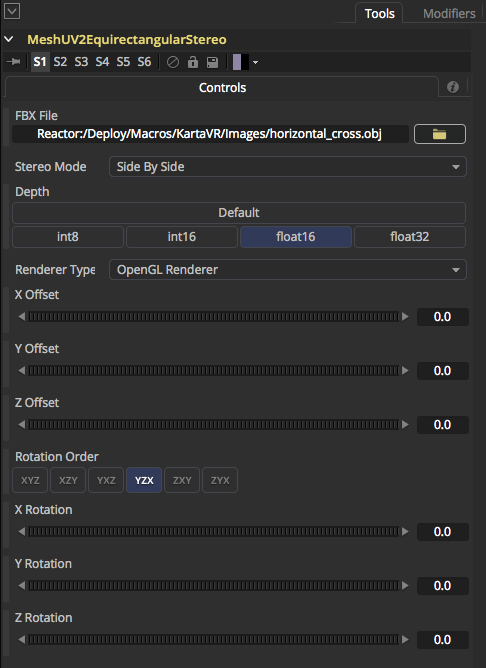 Tools Modifiers
MeshUV2EquirectangularStereo
S1 S2 S3 S4 S5 S6
Controls
FBX File
Reactor:/Deploy/Macros/KartaVR/Images/horizontal_cross.obj
Stereo Mode Side By Side
Depth
Default
int8 int16 float16 float32
Renderer Type OpenGL Renderer
X Offset
0.0
Y Offset
0.0
Z Offset
0.0
Rotation Order
XYZ XZY YXZ YZX ZXY ZYX
X Rotation
0.0
Y Rotation
0.0
Z Rotation
0.0